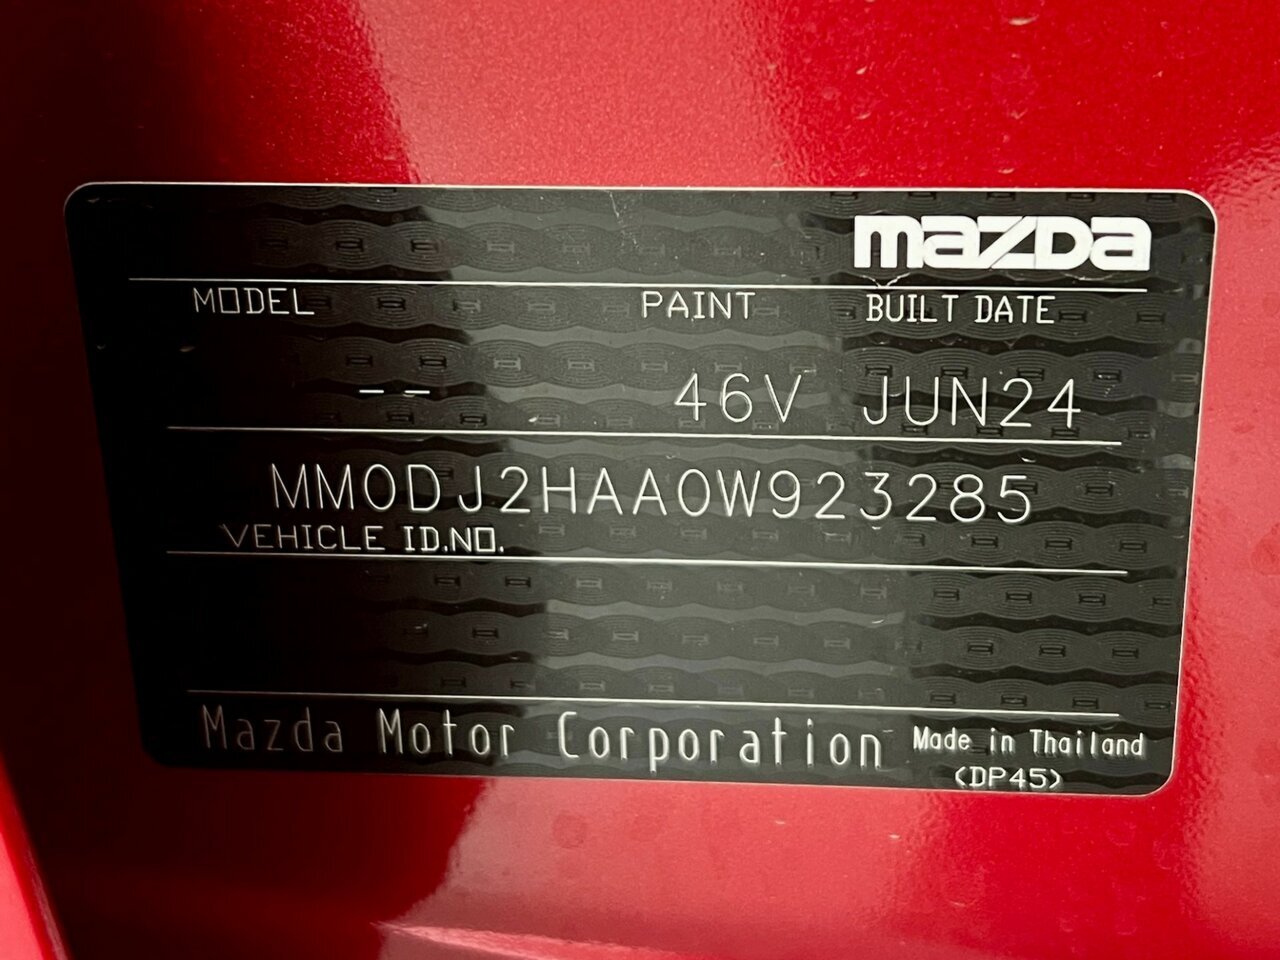 mazda
MODEL PAINT BUILT DATE
-- 46V JUN24
MM0DJ2HAA0W923285
VEHICLE ID.NO.
Mazda Motor Corporation Made in Thailand
(DP45)